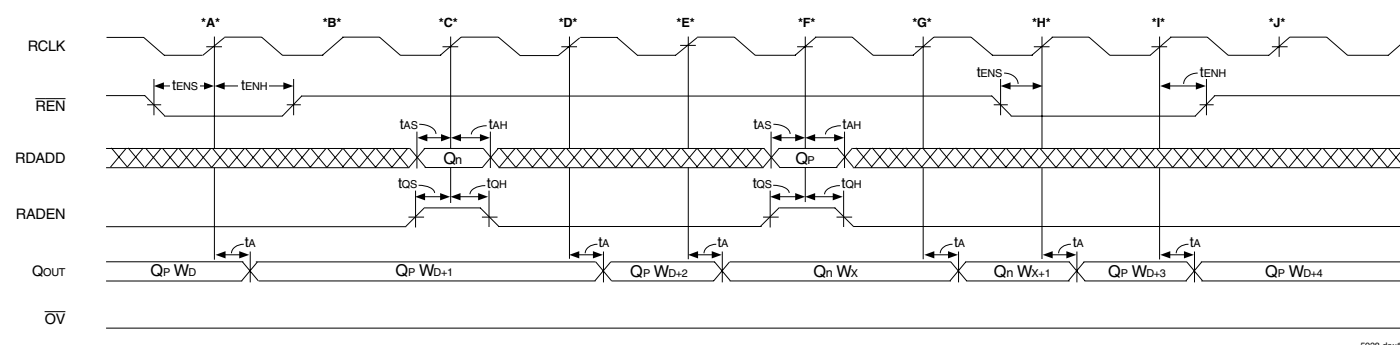 *A* *B* *C* *D* *E* *F* *G* *H* *I* *J*
RCLK
tENS tENH tENS tENH
REN
tAS tAH tAS tAH
RDADD Qn QP
tQS tQH tQS tQH
RADEN
tA tA tA tA tA tA
QOUT QP WD QP WD+1 QP WD+2 Qn WX Qn WX+1 QP WD+3 QP WD+4
OV